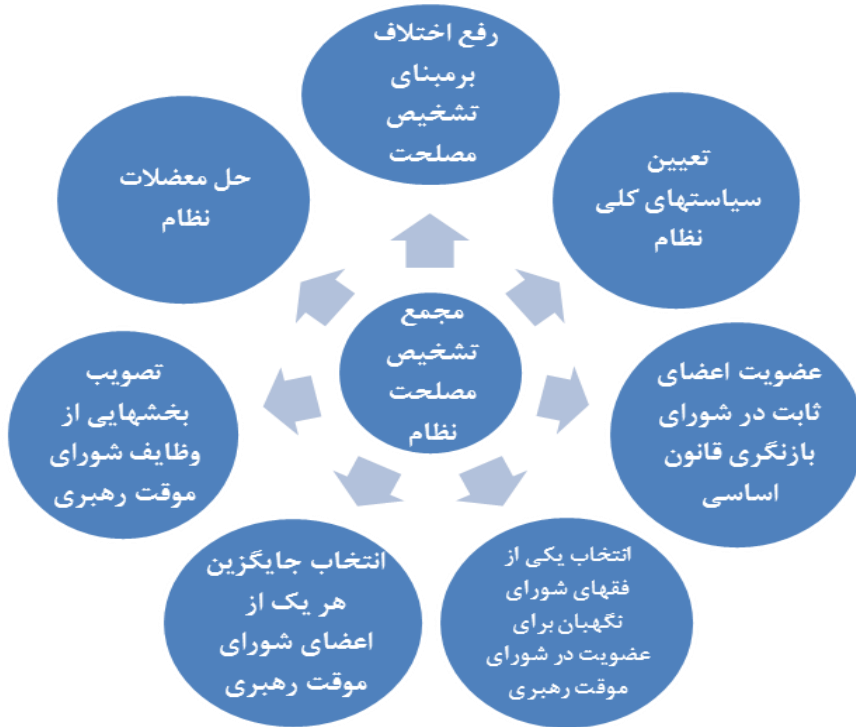 رفع اختلاف
برمبنای
تشخیص
مصلحت
تعیین
سیاستهای کلی
نظام
حل معضلات
نظام
مجمع
تشخیص
مصلحت
نظام
عضویت اعضای
ثابت در شورای
بازنگری قانون
اساسی
تصویب
بخشهایی از
وظایف شورای
موقت رهبری
انتخاب یکی از
فقهای شورای
نگهبان برای
عضویت در شورای
موقت رهبری
انتخاب جایگزین
هر یک از
اعضای شورای
موقت رهبری